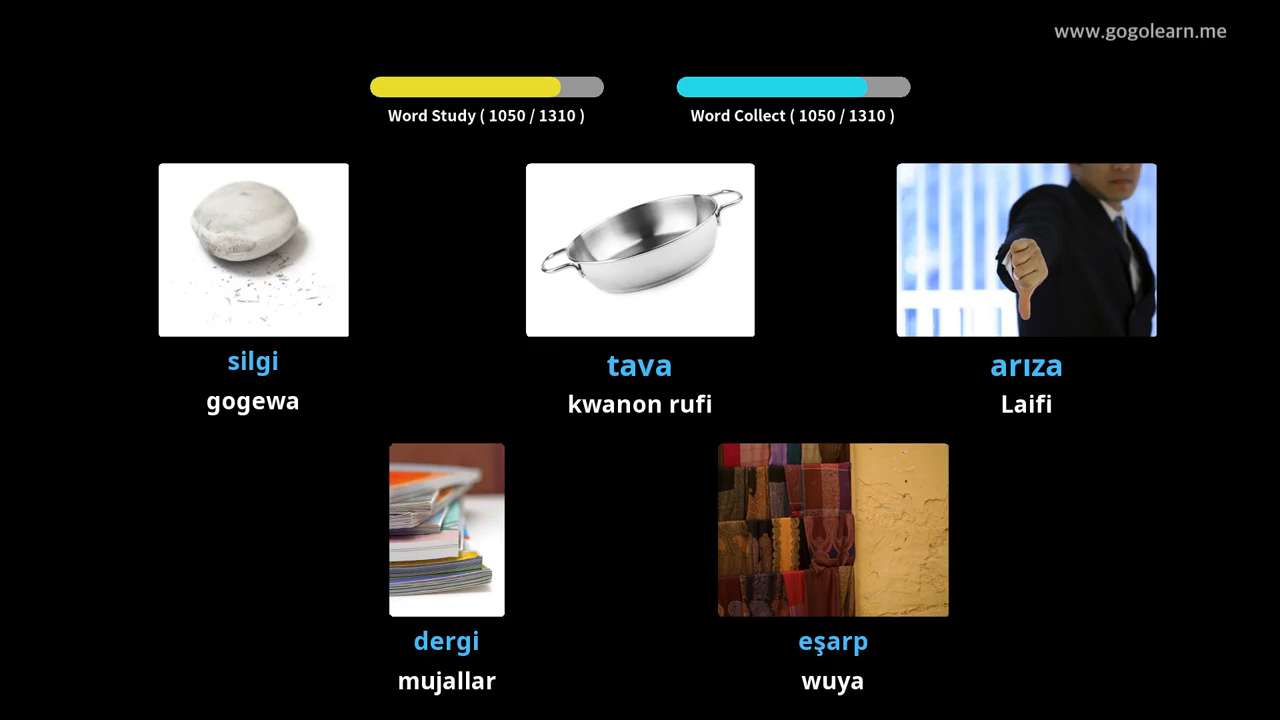 www.gogolearn.me
Word Study ( 1050 / 1310 )
Word Collect ( 1050 / 1310 )
silgi
gogewa
tava
kwanon rufi
arıza
Laifi
dergi
mujallar
eşarp
wuya